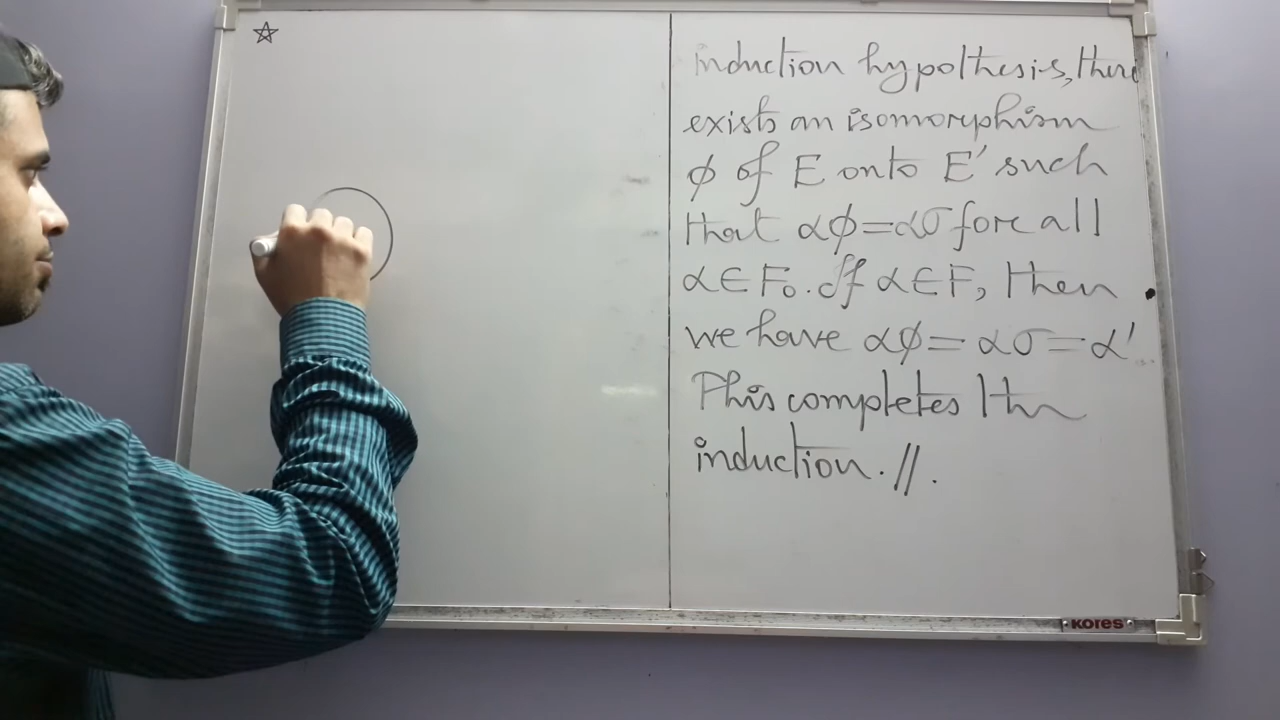 induction hypolthesis, there
exists an isomorphism
ϕ of E onto E' such
that αϕ=ασ for all
α∈F₀. If α∈F, then
we have αϕ=ασ=α'
This completes the
induction. //.
KORES